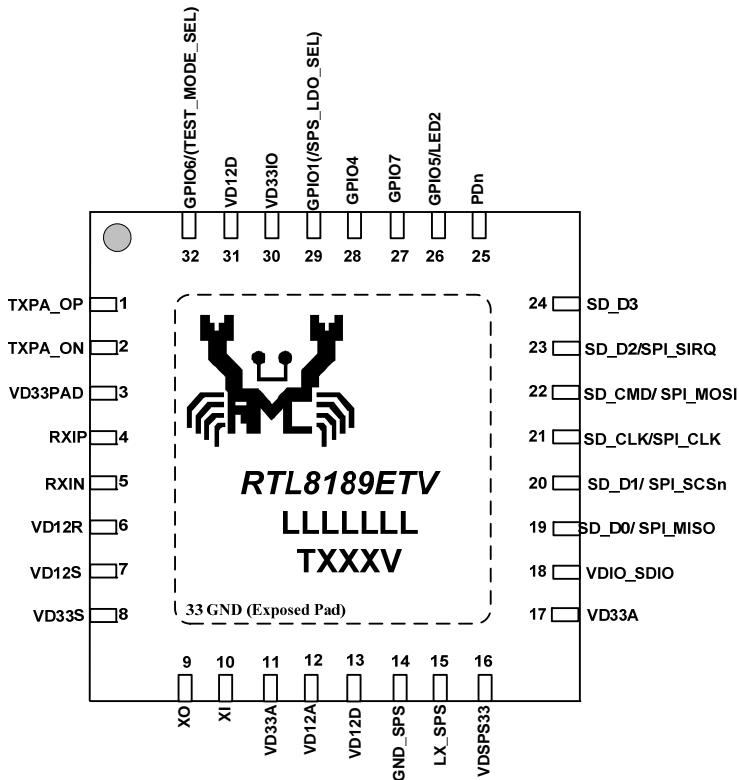 GPIO6/(TEST_MODE_SEL)
VD12D
VD33IO
GPIO1(/SPS_LDO_SEL)
GPIO4
GPIO7
GPIO5/LED2
PDn
32 31 30 29 28 27 26 25
TXPA_OP 1
TXPA_ON 2
VD33PAD 3
RXIP 4
RXIN 5
VD12R 6
VD12S 7
VD33S 8
24 SD_D3
23 SD_D2/SPI_SIRQ
22 SD_CMD/ SPI_MOSI
21 SD_CLK/SPI_CLK
20 SD_D1/ SPI_SCSn
19 SD_D0/ SPI_MISO
18 VDIO_SDIO
17 VD33A
RTL8189ETV
LLLLLLL
TXXXV
33 GND (Exposed Pad)
9 10 11 12 13 14 15 16
XO
XI
VD33A
VD12A
VD12D
GND_SPS
LX_SPS
VDSPS33